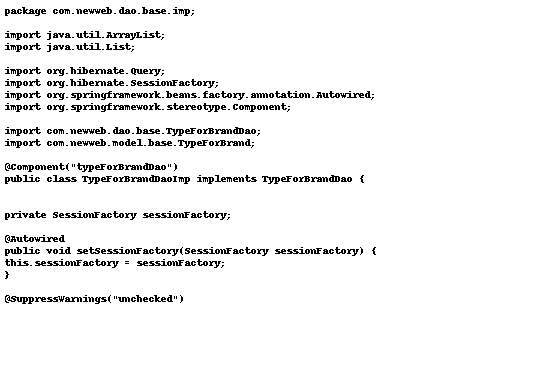 package com.newweb.dao.base.imp;
import java.util.ArrayList;
import java.util.List;
import org.hibernate.Query;
import org.hibernate.SessionFactory;
import org.springframework.beans.factory.annotation.Autowired;
import org.springframework.stereotype.Component;
import com.newweb.dao.base.TypeForBrandDao;
import com.newweb.model.base.TypeForBrand;
@Component("typeForBrandDao")
public class TypeForBrandDaoImp implements TypeForBrandDao {
private SessionFactory sessionFactory;
@Autowired
public void setSessionFactory(SessionFactory sessionFactory) {
this.sessionFactory = sessionFactory;
}
@SuppressWarnings("unchecked")